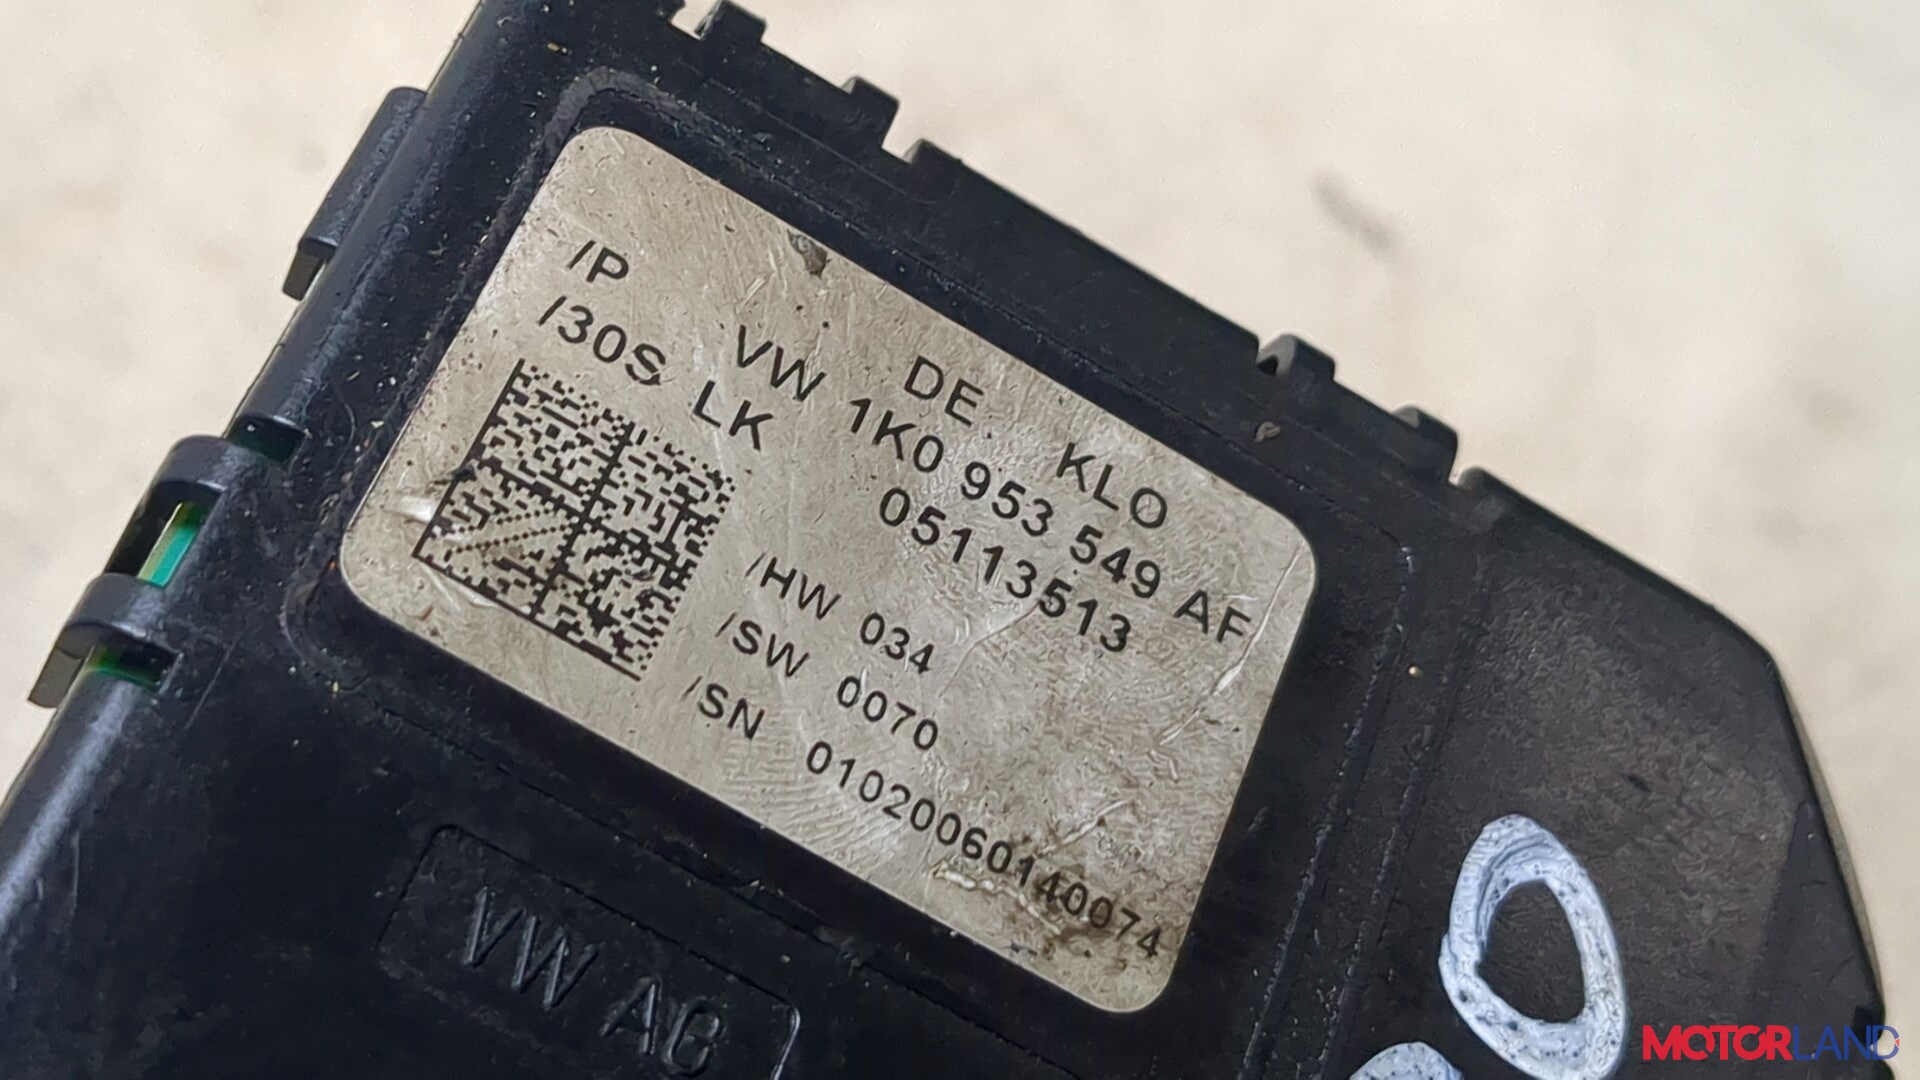 DE KLO
/P VW 1K0 953 549 AF
/30S LK 05113513
/HW 034
/SW 0070
/SN 01020060140074
VW AG
MOTORLAND